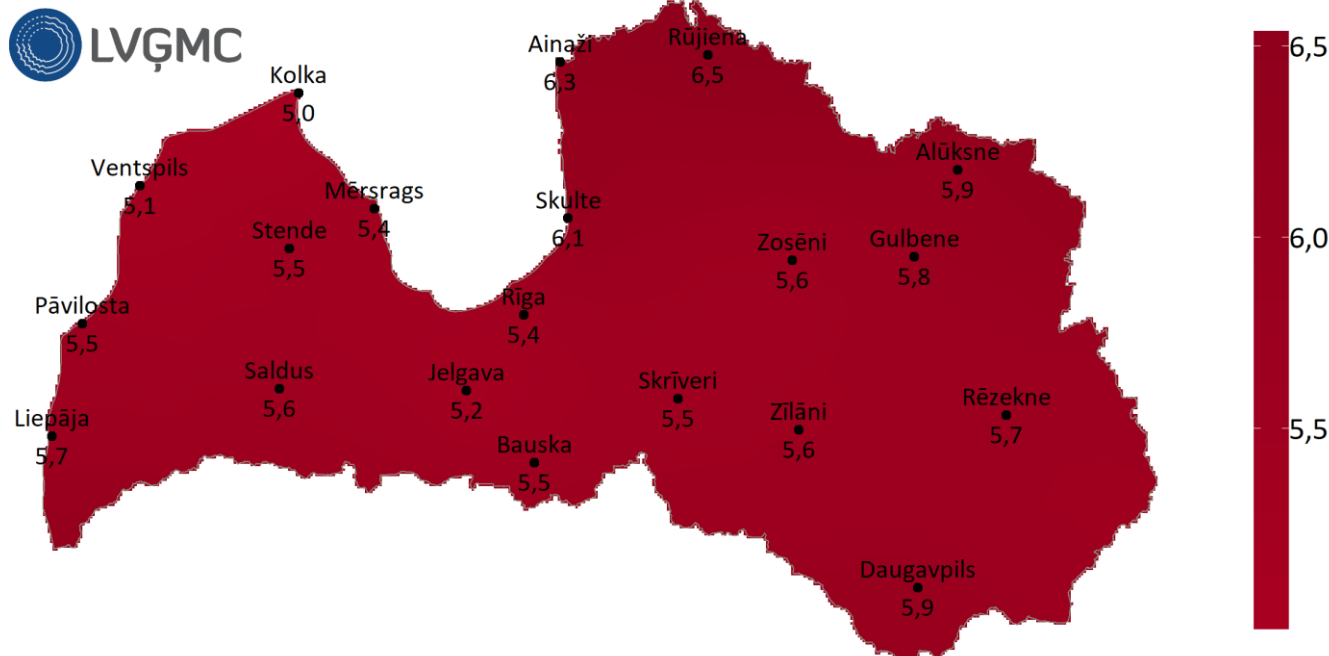 LVĢMC
Ainaži
6,3
Rūjiena
6,5
6,5
Kolka
5,0
Alūksne
5,9
Ventspils
5,1
Mērsrags
5,4
Skulte
6,1
Stende
5,5
Zosēni
5,6
Gulbene
5,8
6,0
Pāvilosta
5,5
Rīga
5,4
Saldus
5,6
Jelgava
5,2
Skrīveri
5,5
Zīlāni
5,6
Rēzekne
5,7
5,5
Liepāja
5,7
Bauska
5,5
Daugavpils
5,9